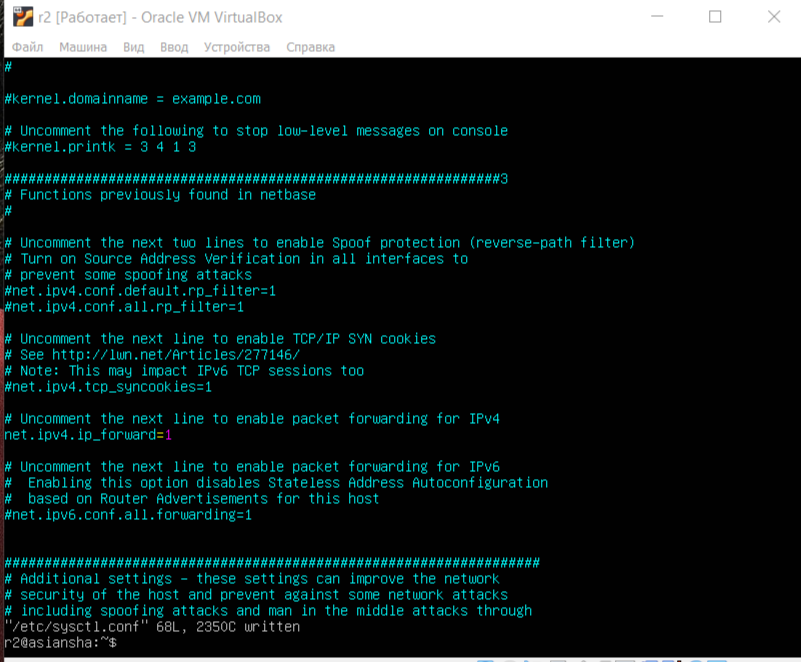 r2 [Работает] - Oracle VM VirtualBox
Файл Машина Вид Ввод Устройства Справка
#
#kernel.domainname = example.com
# Uncomment the following to stop low-level messages on console
#kernel.printk = 3 4 1 3
##############################################################3
# Functions previously found in netbase
#
# Uncomment the next two lines to enable Spoof protection (reverse-path filter)
# Turn on Source Address Verification in all interfaces to
# prevent some spoofing attacks
#net.ipv4.conf.default.rp_filter=1
#net.ipv4.conf.all.rp_filter=1
# Uncomment the next line to enable TCP/IP SYN cookies
# See http://lwn.net/Articles/277146/
# Note: This may impact IPv6 TCP sessions too
#net.ipv4.tcp_syncookies=1
# Uncomment the next line to enable packet forwarding for IPv4
net.ipv4.ip_forward=1
# Uncomment the next line to enable packet forwarding for IPv6
#  Enabling this option disables Stateless Address Autoconfiguration
#  based on Router Advertisements for this host
#net.ipv6.conf.all.forwarding=1
###################################################################
# Additional settings - these settings can improve the network
# security of the host and prevent against some network attacks
# including spoofing attacks and man in the middle attacks through
"/etc/sysctl.conf" 68L, 2350C written
r2@asiansha:~$